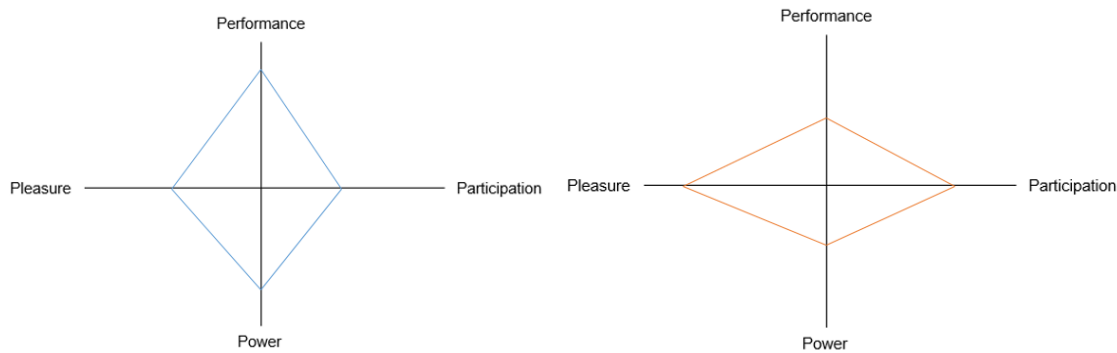 Performance
Pleasure
Participation
Power
Performance
Pleasure
Participation
Power